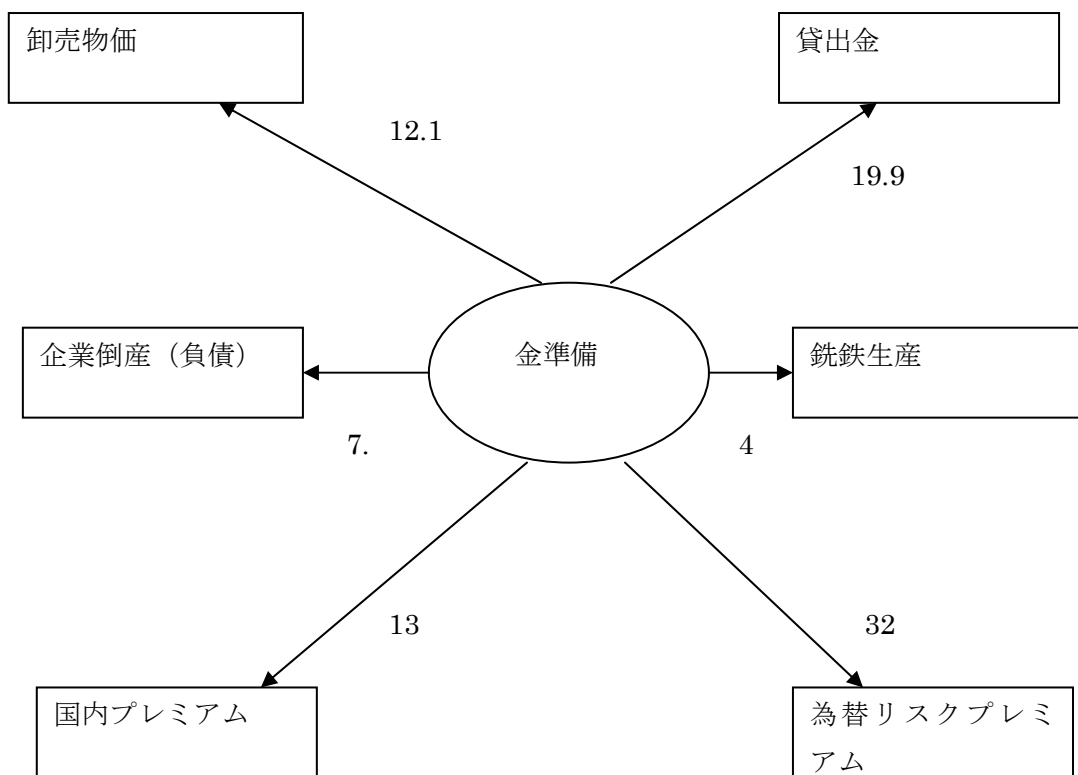 卸売物価
貸出金
12.1
19.9
企業倒産（負債）
金準備
銑鉄生産
7.
4
13
32
国内プレミアム
為替リスクプレミ
アム